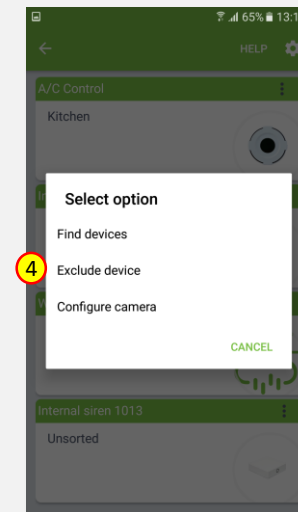 65% 13:1
HELP
A/C Control
Kitchen
In
Select option
Find devices
4
Exclude device
W
Configure camera
CANCEL
Internal siren 1013
Unsorted